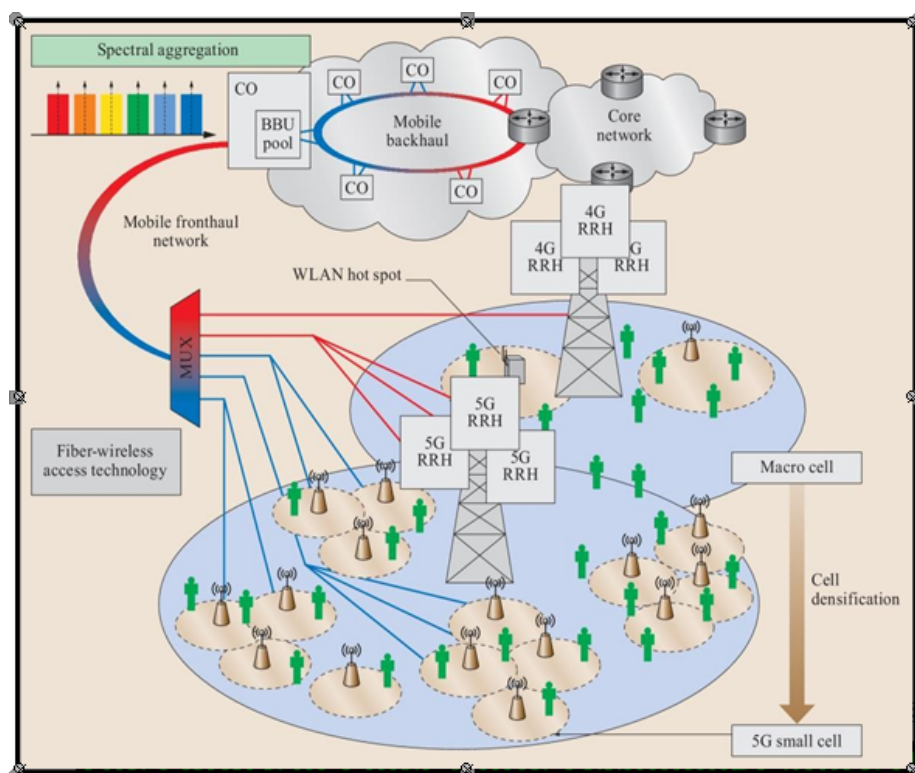 Spectral aggregation
CO
BBU
pool
CO
CO
CO
CO
CO
Mobile
backhaul
Core
network
Mobile fronthaul
network
4G
RRH
4G
RRH
G
RRH
WLAN hot spot
MUX
5G
RRH
5G
RRH
5G
RRH
Fiber-wireless
access technology
Macro cell
Cell
densification
5G small cell